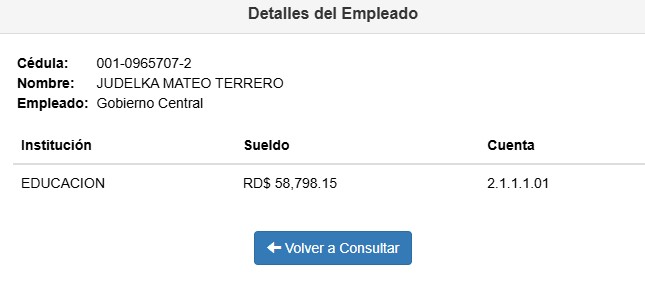 Detalles del Empleado
Cédula: 001-0965707-2
Nombre: JUDELKA MATEO TERRERO
Empleado: Gobierno Central
Institución Sueldo Cuenta
EDUCACION RD$ 58,798.15 2.1.1.1.01
Volver a Consultar